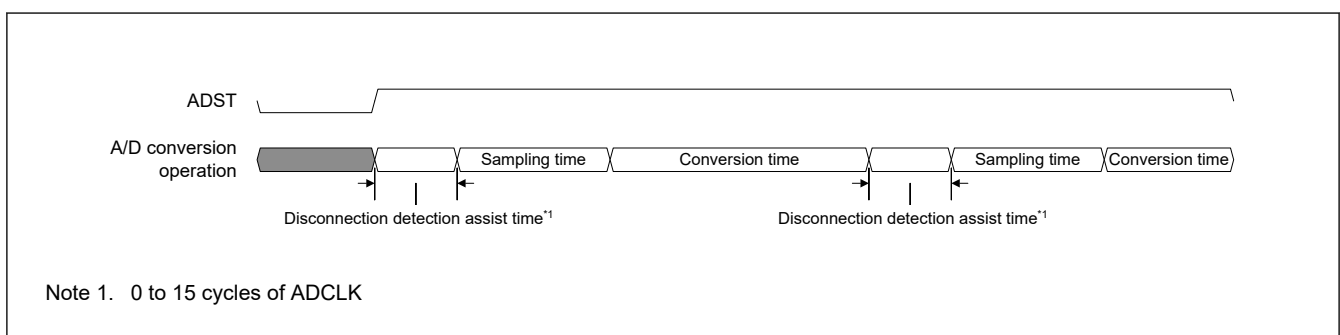 ADST
A/D conversion
operation
Sampling time
Conversion time
Sampling time
Conversion time
Disconnection detection assist time*1
Disconnection detection assist time*1
Note 1. 0 to 15 cycles of ADCLK